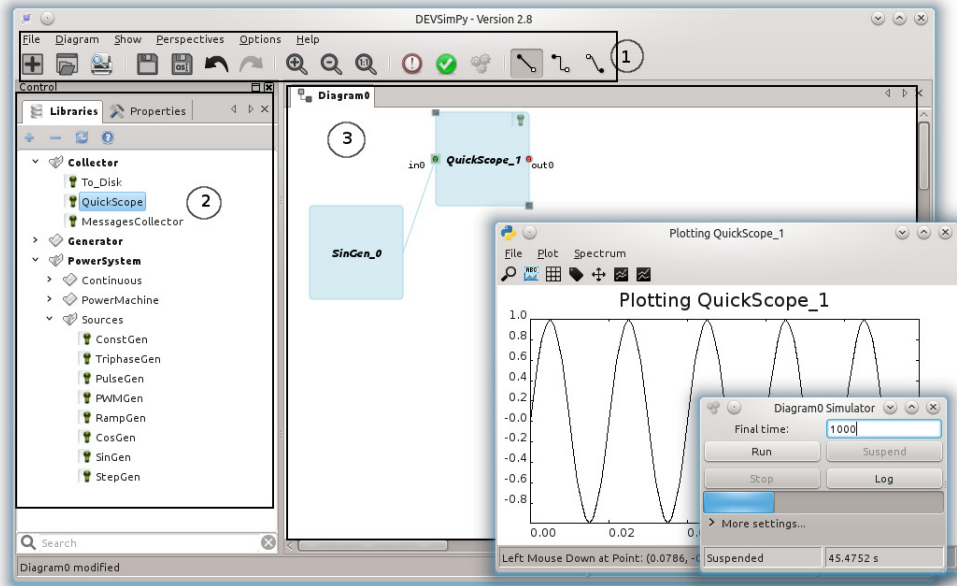 DEVSimPy - Version 2.8
File Diagram Show Perspectives Options Help
1
Control
Libraries Properties
Diagram0
3
2
Collector
To_Disk
QuickScope
MessagesCollector
Generator
PowerSystem
Continuous
PowerMachine
Sources
ConstGen
TriphaseGen
PulseGen
PWMGen
RampGen
CosGen
SinGen
StepGen
Search
Diagram0 modified
in0 QuickScope_1 out0
SinGen_0
Plotting QuickScope_1
File Plot Spectrum
ABC
Plotting QuickScope_1
1.0
0.8
0.6
0.4
0.2
-0.0
-0.2
-0.4
-0.6
-0.8
0.00 0.02
Left Mouse Down at Point: (0.0786,
Diagram0 Simulator
Final time: 1000
Run Suspend
Stop Log
More settings...
Suspended 45.4752 s